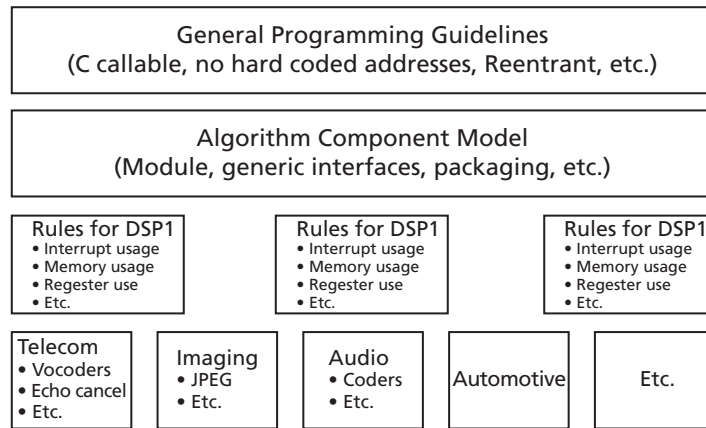 General Programming Guidelines
(C callable, no hard coded addresses, Reentrant, etc.)
Algorithm Component Model
(Module, generic interfaces, packaging, etc.)
Rules for DSP1
• Interrupt usage
• Memory usage
• Regester use
• Etc.
Rules for DSP1
• Interrupt usage
• Memory usage
• Regester use
• Etc.
Rules for DSP1
• Interrupt usage
• Memory usage
• Regester use
• Etc.
Telecom
• Vocoders
• Echo cancel
• Etc.
Imaging
• JPEG
• Etc.
Audio
• Coders
• Etc.
Automotive
Etc.